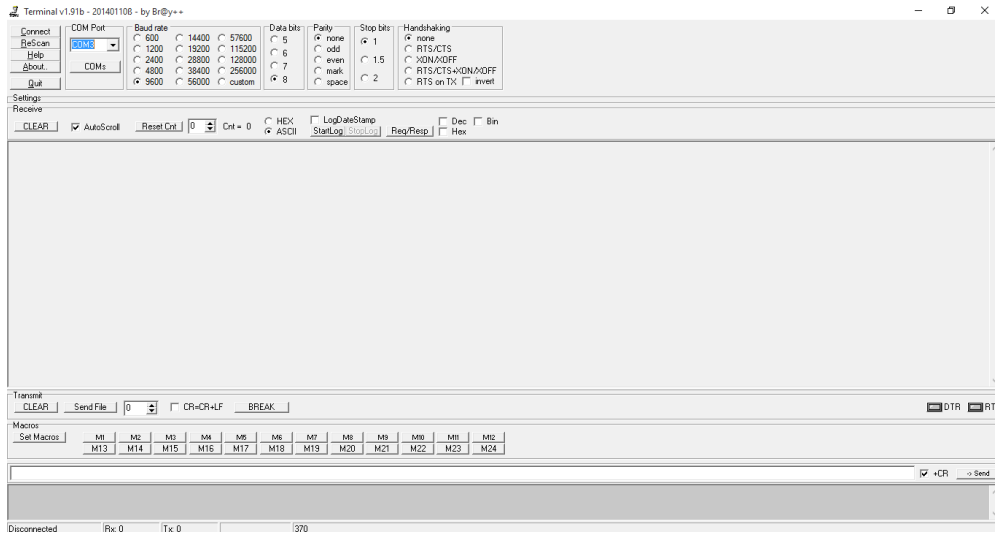 Terminal v1.91b - 20140110ß - by Br@y++
Connect
ReScan
Help
About..
Quit
COM Port
COM3
COMs
Baud rate
600 14400 57600
1200 19200 115200
2400 28800 128000
4800 38400 256000
9600 56000 custom
Data bits
5
6
7
8
Parity
none
odd
even
mark
space
Stop bits
1
1.5
2
Handshaking
none
RTS/CTS
XON/XOFF
RTS/CTS+XON/XOFF
RTS on TX invert
Settings
Receive
CLEAR AutoScroll Reset Cnt 0 Cnt = 0
HEX
ASCII
LogDateStamp
StartLog StopLog Req/Resp
Dec Bin
Hex
Transmit
CLEAR Send File 0 CR=CR+LF BREAK DTR RT
Macros
Set Macros M1 M2 M3 M4 M5 M6 M7 M8 M9 M10 M11 M12
M13 M14 M15 M16 M17 M18 M19 M20 M21 M22 M23 M24
+CR -> Send
Disconnected Rx: 0 Tx: 0 370